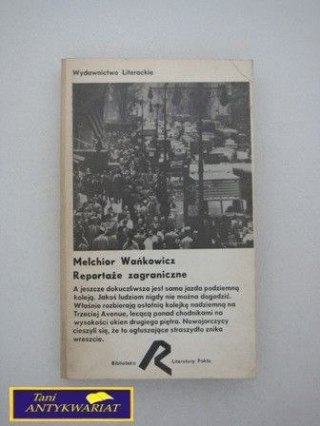 Wydawnictwo Literackie
Melchior Wańkowicz
Reportaże zagraniczne
A jeszcze dokuczliwsza jest sama jazda podziemną
koleją. Jakoś ludziom nigdy nie można dogodzić.
Właśnie rozbierają ostatnią kolejkę nadziemną na
Trzeciej Avenue, lecącą ponad chodnikami na
wysokości okien drugiego piętra. Nowojorczycy
cieszyli się, że to ogłuszające straszydło znika
wreszcie.
Biblioteka R Literatury Faktu
Tani
ANTYKWARIAT